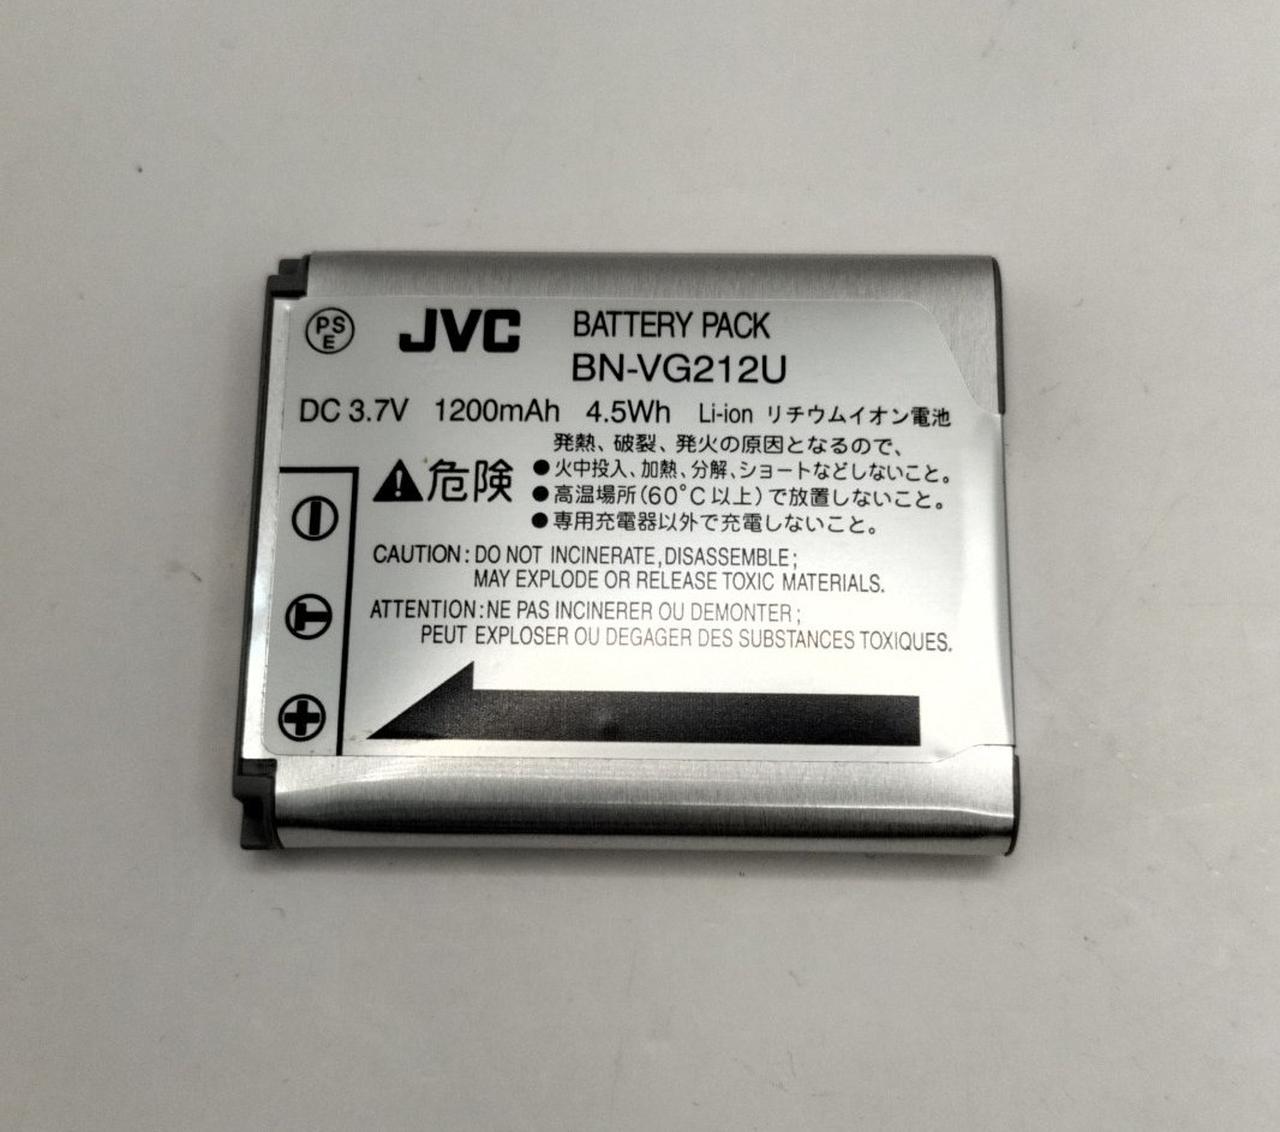 PS
E
JVC BATTERY PACK
BN-VG212U
DC 3.7V 1200mAh 4.5Wh Li-ion リチウムイオン電池
発熱、破裂、発火の原因となるので、
危険 ●火中投入、加熱、分解、ショートなどしないこと。
●高温場所(60°C以上)で放置しないこと。
●専用充電器以外で充電しないこと。
CAUTION: DO NOT INCINERATE, DISASSEMBLE;
MAY EXPLODE OR RELEASE TOXIC MATERIALS.
ATTENTION: NE PAS INCINERER OU DEMONTER;
PEUT EXPLOSER OU DEGAGER DES SUBSTANCES TOXIQUES.
T